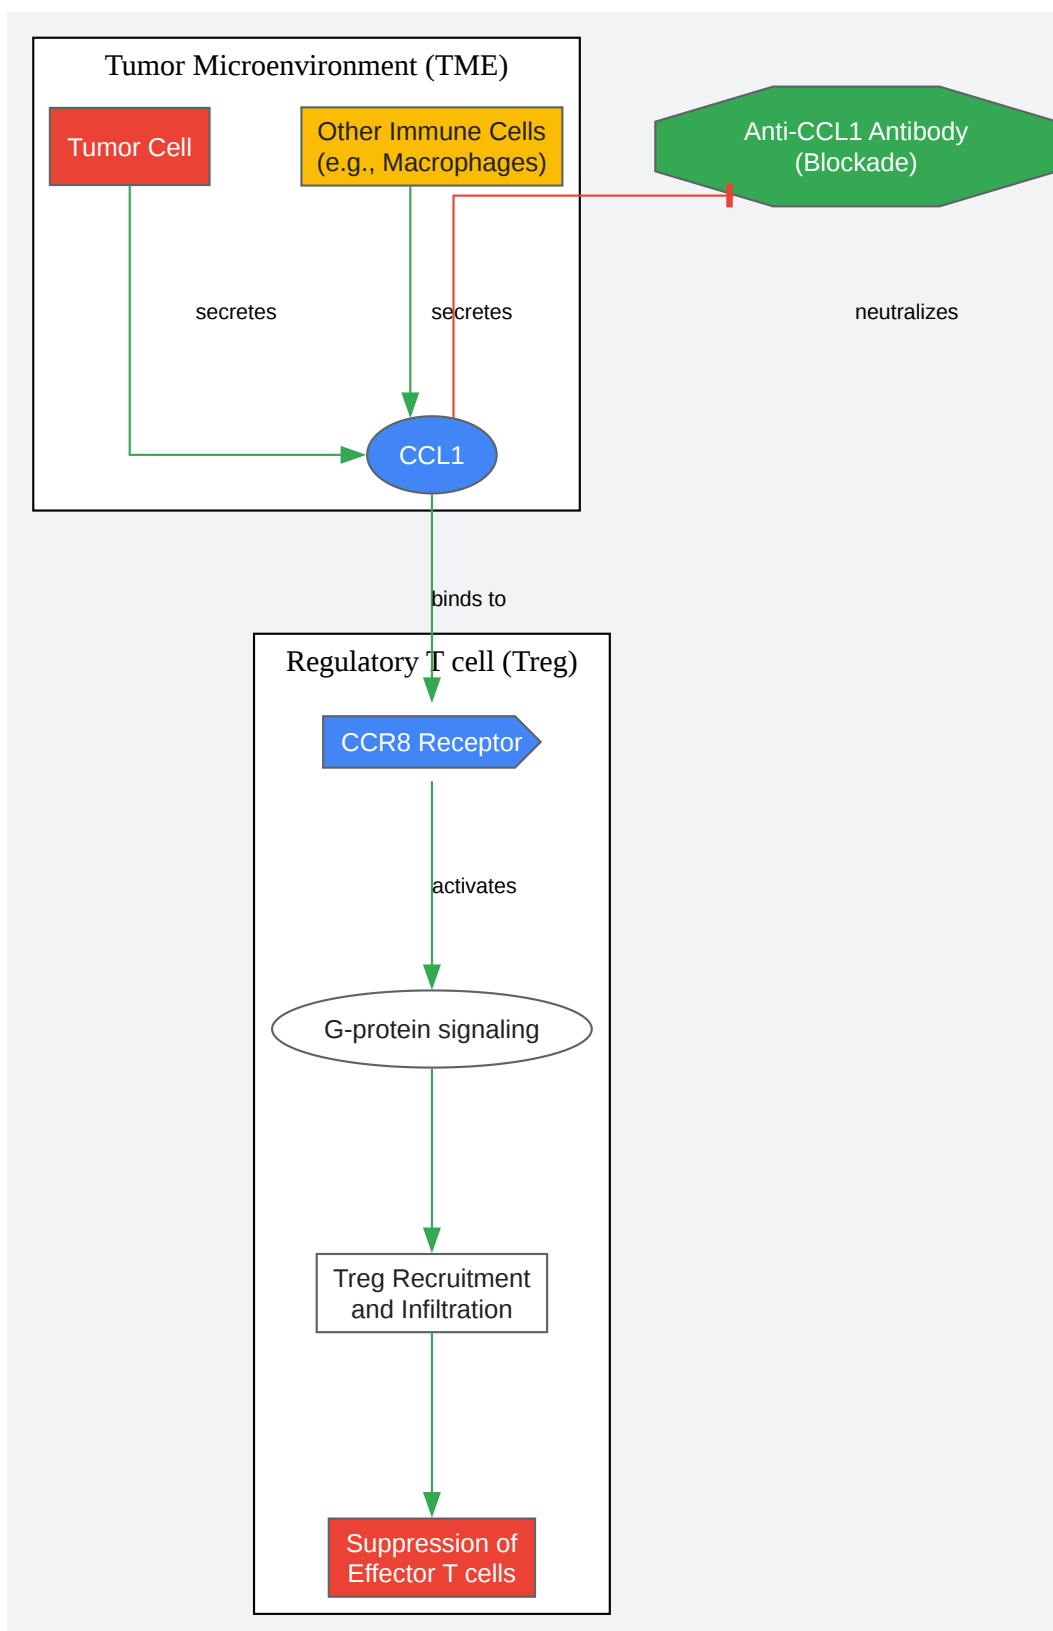 Tumor Microenvironment (TME)
Tumor Cell
Other Immune Cells
(e.g., Macrophages)
Anti-CCL1 Antibody
(Blockade)
secretes
secretes
neutralizes
CCL1
binds to
Regulatory T cell (Treg)
CCR8 Receptor
activates
G-protein signaling
Treg Recruitment
and Infiltration
Suppression of
Effector T cells